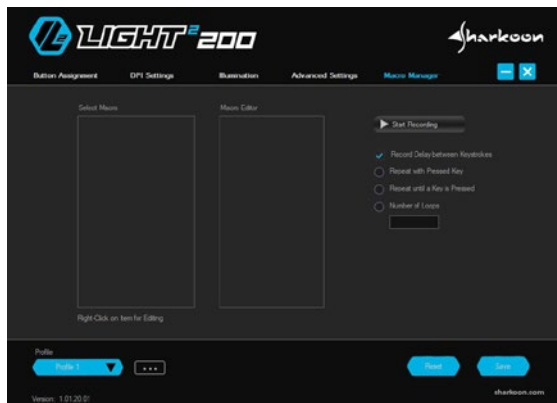 LIGHT² 200
sharkoon
Button Assignment DPI Settings Illumination Advanced Settings Macro Manager
Select Macro Macro Editor
Start Recording
Record Delay between Keystrokes
Repeat with Pressed Key
Repeat until a Key is Pressed
Number of Loops
Right-Click on Item for Editing
Profile
Profile 1 ... Reset Save
Version: 1.01.20.01
sharkoon.com